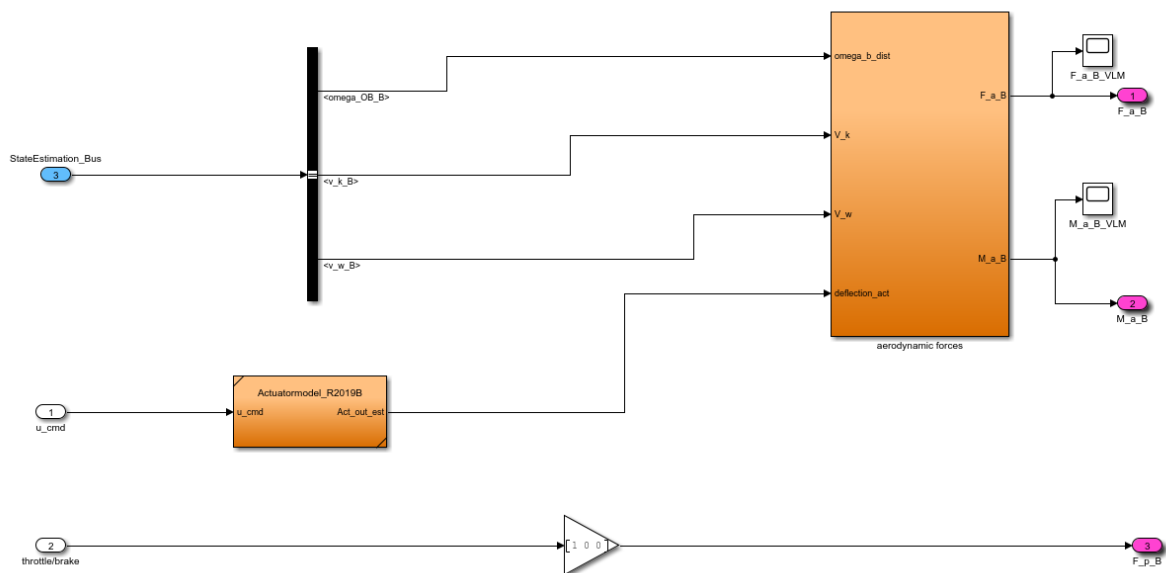 omega_b_dist
<omega_OB_B>
F_a_B_VLM
F_a_B
1
F_a_B
V_k
StateEstimation_Bus
3
<v_k_B>
V_w
M_a_B_VLM
<v_w_B>
M_a_B
deflection_act
2
M_a_B
aerodynamic forces
Actuatormodel_R2019B
1
u_cmd
Act_out_est
u_cmd
2
[1 0 0]
3
throttle/brake
F_p_B